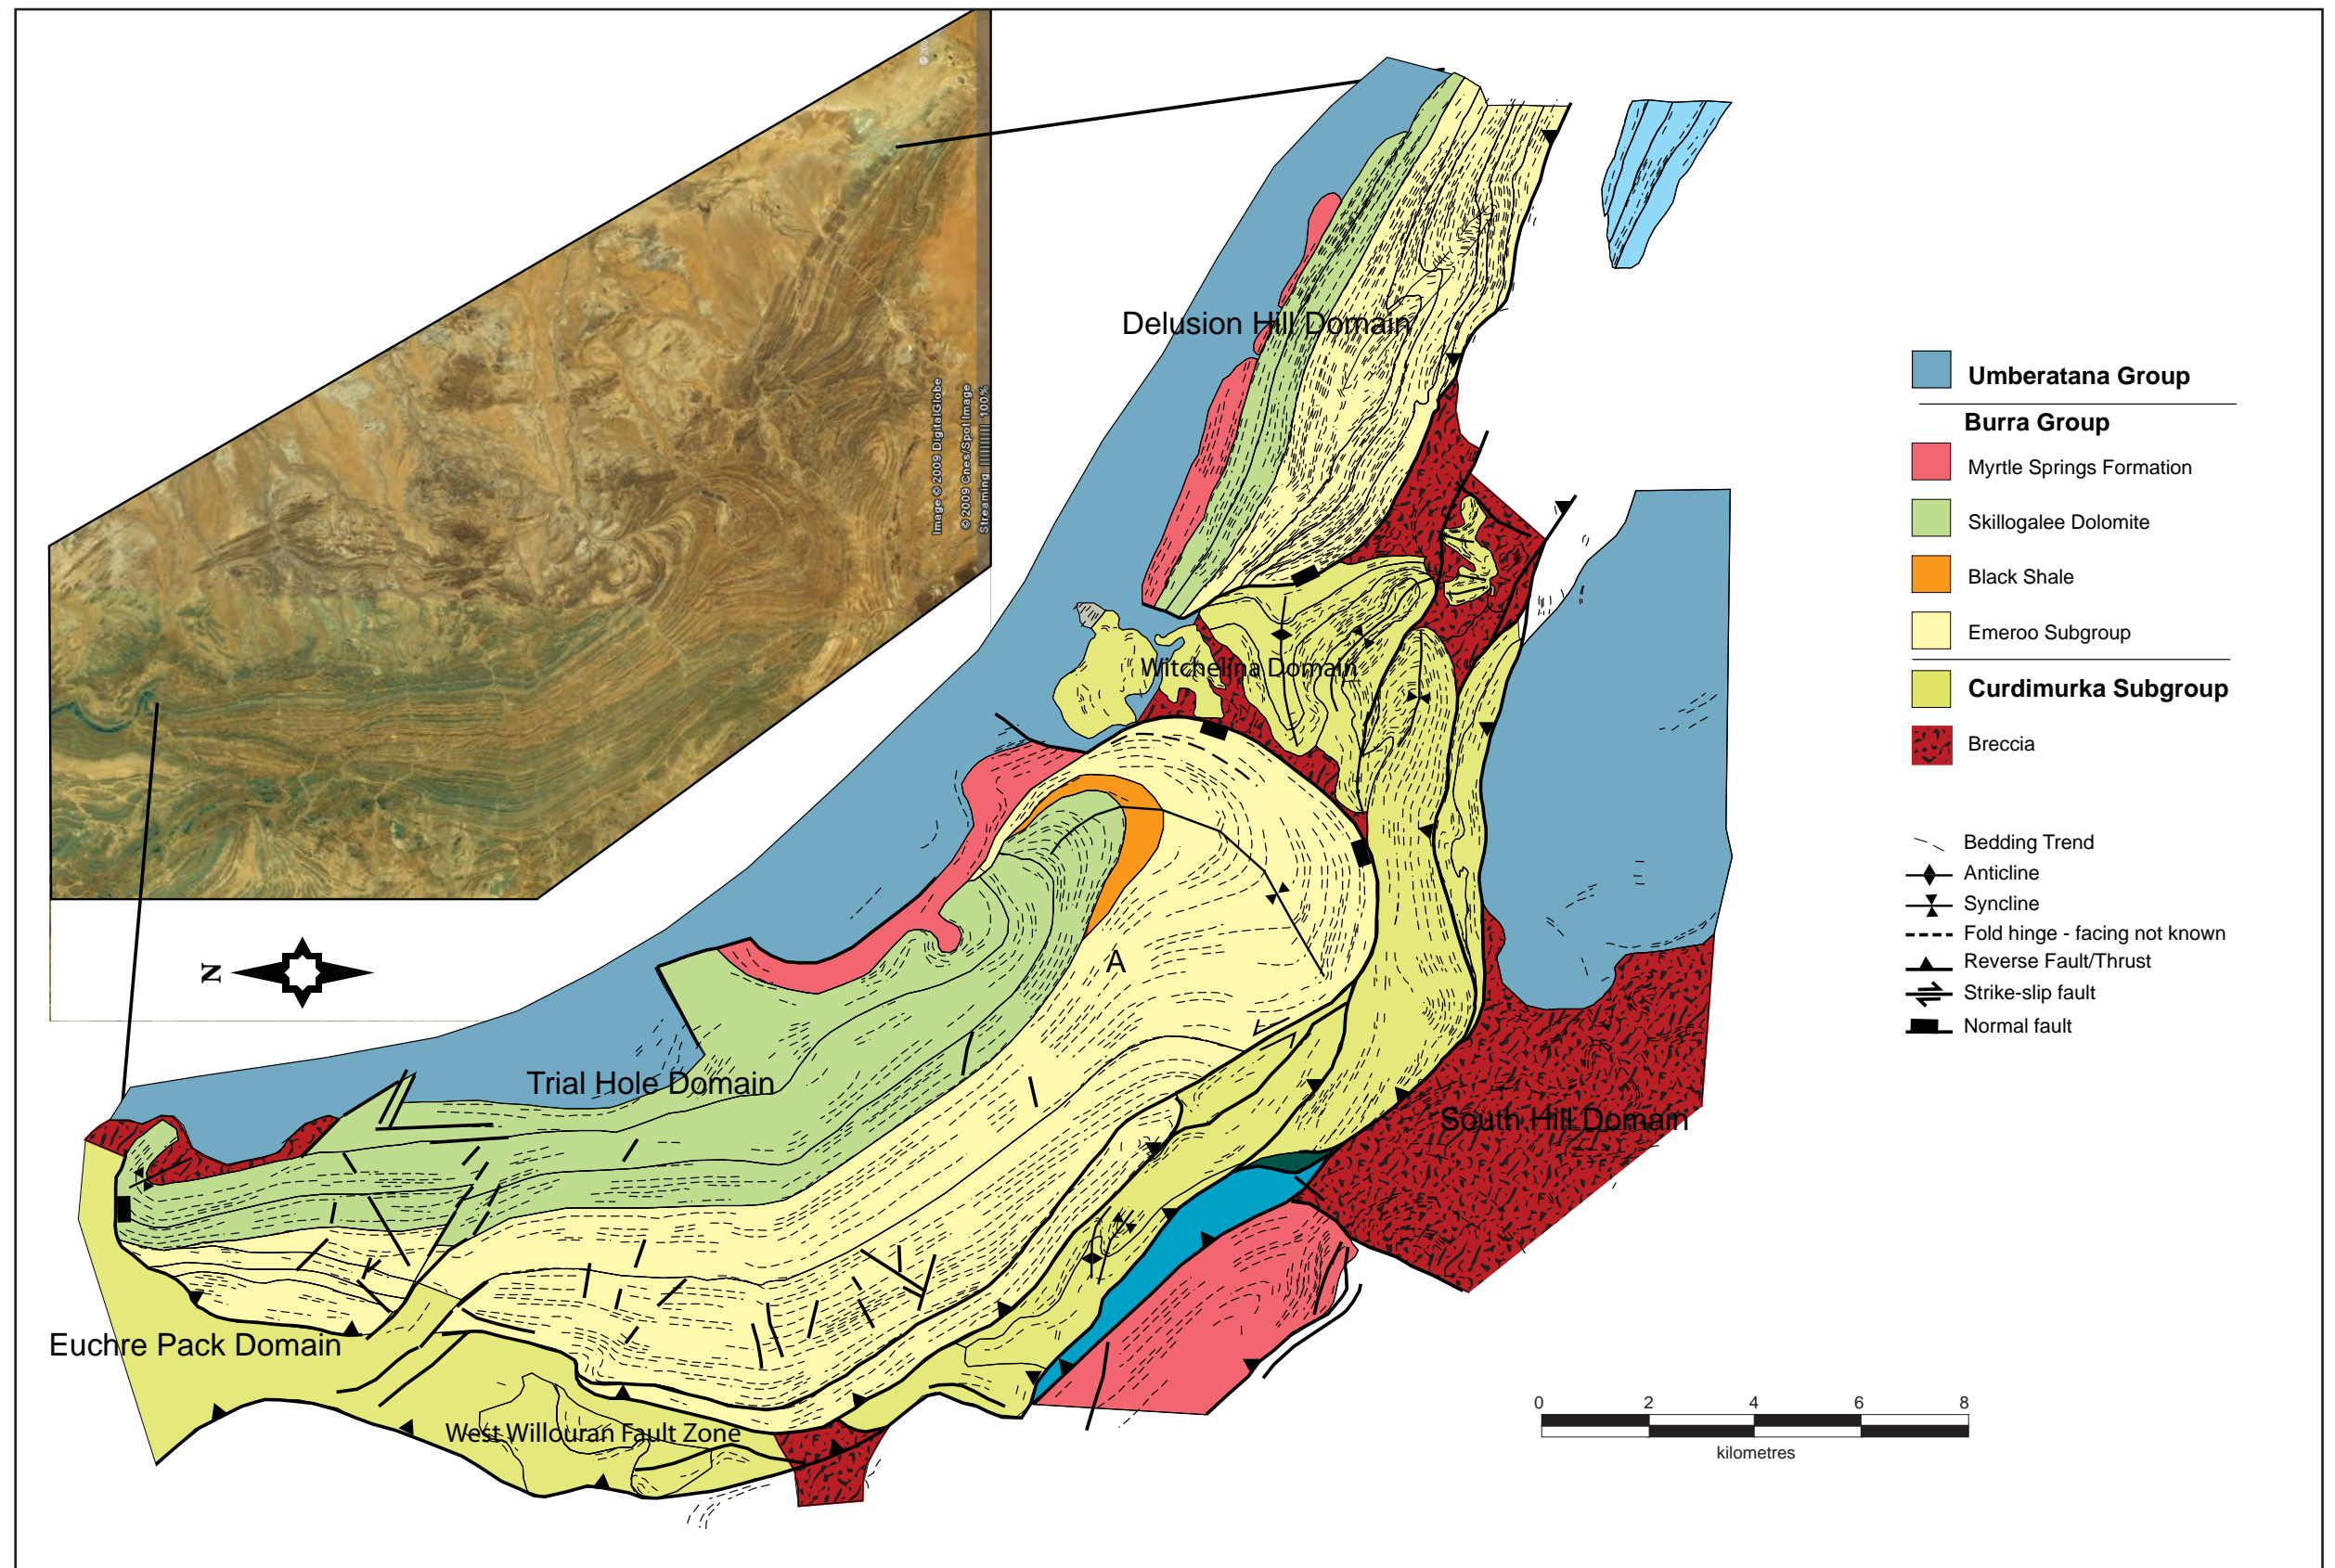 Delusion Hill Domain
Witchelina Domain
A
Trial Hole Domain
South Hill Domain
Euchre Pack Domain
West Willouran Fault Zone
Image © 2009 DigitalGlobe
© 2009 Cnes/Spot Image
Streaming |||||||||| 100%
N
Umberatana Group
Burra Group
Myrtle Springs Formation
Skillogalee Dolomite
Black Shale
Emeroo Subgroup
Curdimurka Subgroup
Breccia
Bedding Trend
Anticline
Syncline
Fold hinge - facing not known
Reverse Fault/Thrust
Strike-slip fault
Normal fault
0 2 4 6 8
kilometres